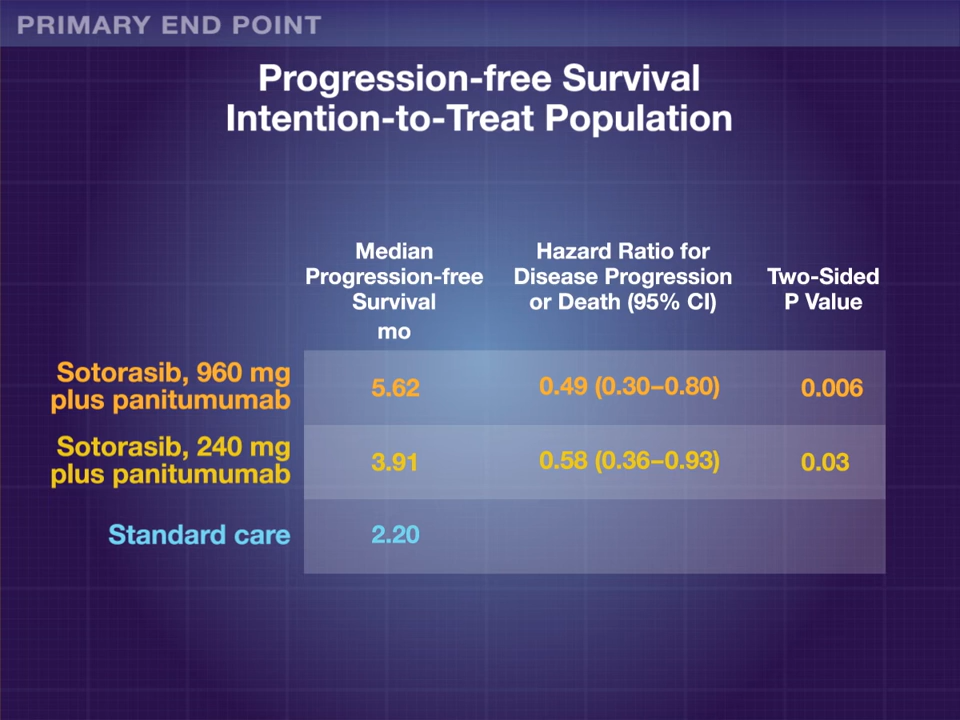 PRIMARY END POINT
Progression-free Survival
Intention-to-Treat Population
Median
Progression-free
Survival
mo
Hazard Ratio for
Disease Progression
or Death (95% CI)
Two-Sided
P Value
Sotorasib, 960 mg
plus panitumumab
5.62
0.49 (0.30–0.80)
0.006
Sotorasib, 240 mg
plus panitumumab
3.91
0.58 (0.36–0.93)
0.03
Standard care
2.20